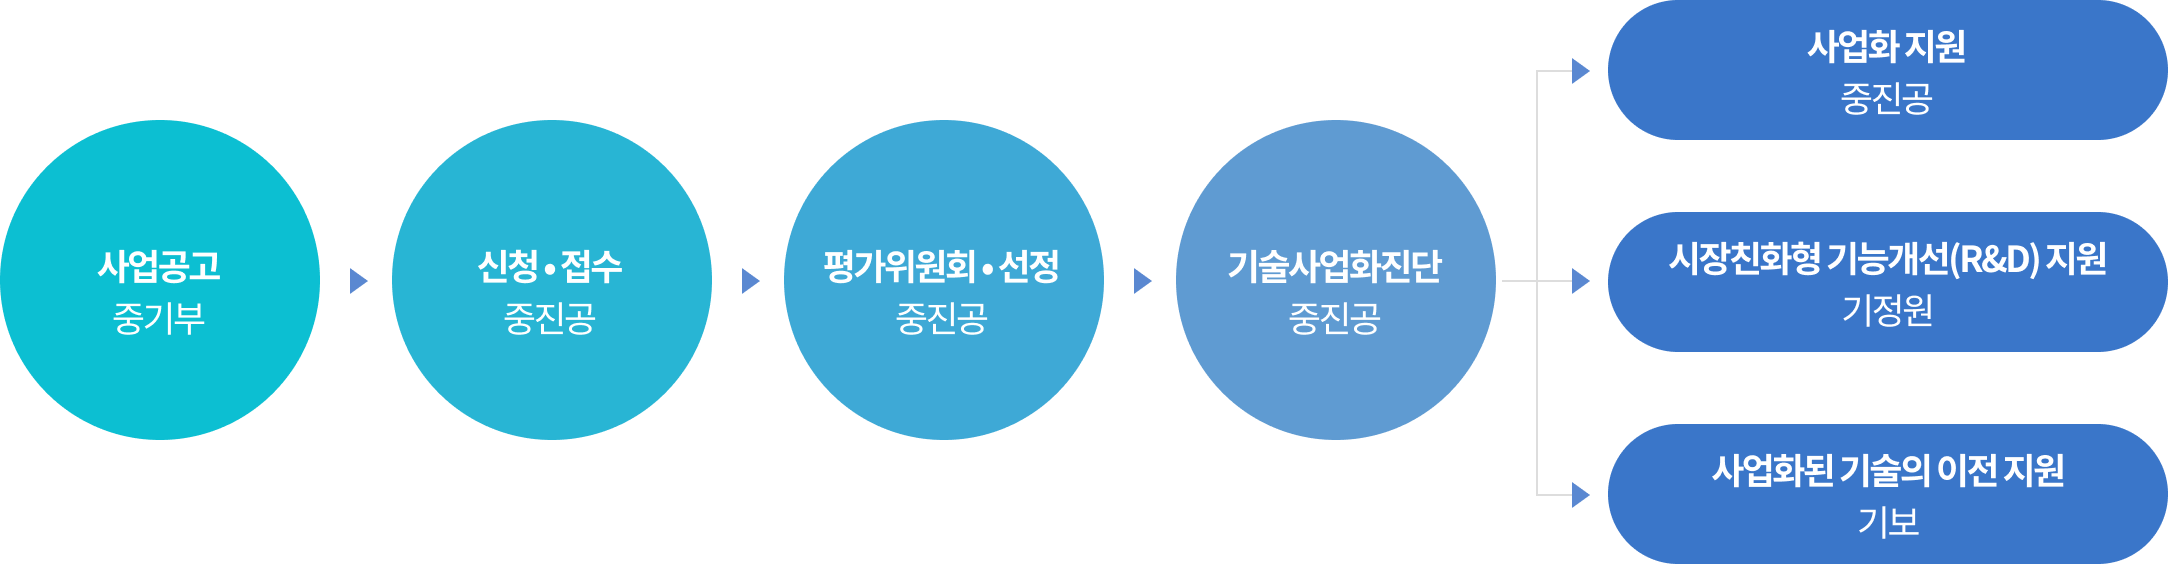 사업공고
중기부
신청 • 접수
중진공
평가위원회 • 선정
중진공
기술사업화진단
중진공
사업화 지원
중진공
시장친화형 기능개선(R&D) 지원
기정원
사업화된 기술의 이전 지원
기보